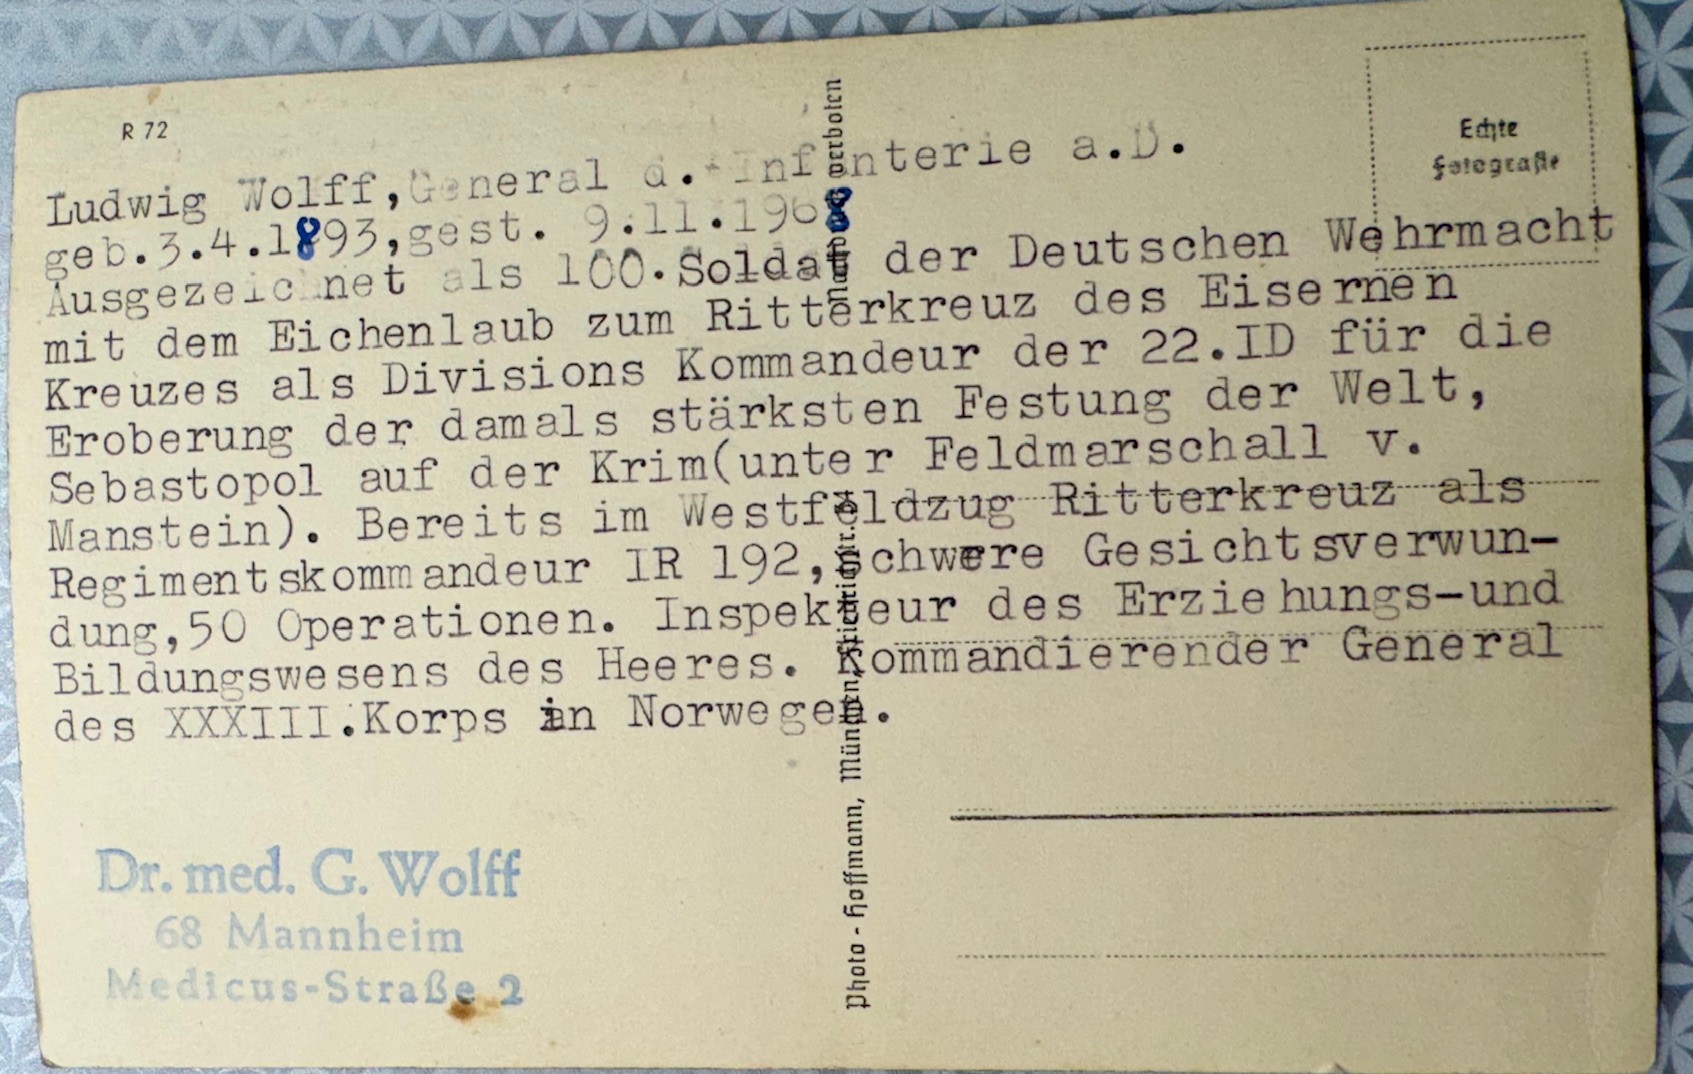 R 72
Echte
Fotografie
Ludwig Wolff,General d. Infanterie a.D.
geb.3.4.1893,gest. 9.11.1968
Ausgezeichnet als 100.Soldat der Deutschen Wehrmacht
mit dem Eichenlaub zum Ritterkreuz des Eisernen
Kreuzes als Divisions Kommandeur der 22.ID für die
Eroberung der damals stärksten Festung der Welt,
Sebastopol auf der Krim(unter Feldmarschall v.
Manstein). Bereits im Westfeldzug Ritterkreuz als
Regimentskommandeur IR 192,schwere Gesichtsverwun-
dung,50 Operationen. Inspekteur des Erziehungs-und
Bildungswesens des Heeres. Kommandierender General
des XXXIII.Korps in Norwegen.
Photo-Hoffmann, München, Friedrichstr. verboten
Dr. med. G. Wolff
68 Mannheim
Medicus-Straße 2